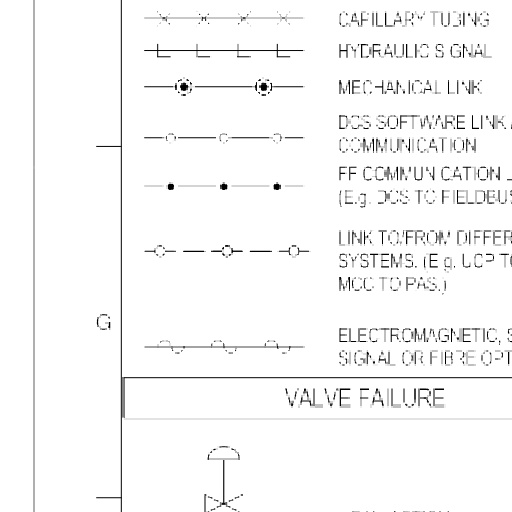 CAPILLARY TUBING
HYDRAULIC SIGNAL
MECHANICAL LINK
DCS SOFTWARE LINK
COMMUNICATION
FF COMMUNICATION
(E.g. DCS TO FIELDBUS
LINK TO/FROM DIFFER
SYSTEMS. (E.g. UCP TO
MCC TO PAS.)
G
ELECTROMAGNETIC, S
SIGNAL OR FIBRE OPT
VALVE FAILURE